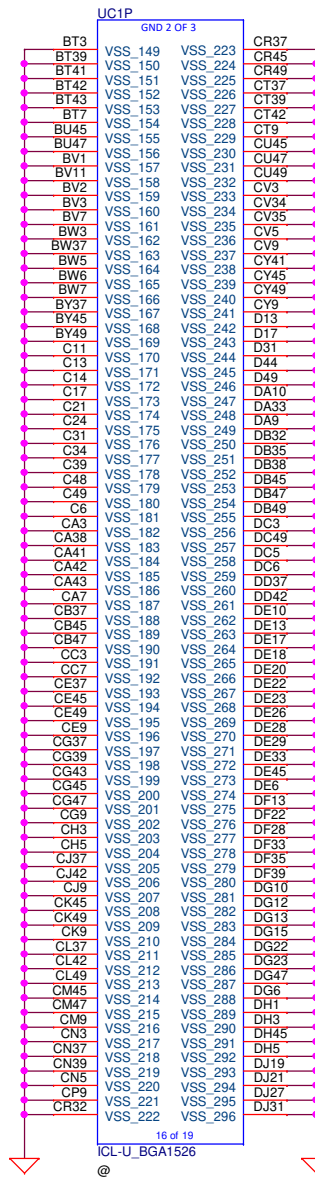 UC1P
GND 2 OF 3
BT3 VSS_149 VSS_223 CR37
BT39 VSS_150 VSS_224 CR45
BT41 VSS_151 VSS_225 CR49
BT42 VSS_152 VSS_226 CT37
BT43 VSS_153 VSS_227 CT39
BT7 VSS_154 VSS_228 CT42
BU45 VSS_155 VSS_229 CT9
BU47 VSS_156 VSS_230 CU45
BV1 VSS_157 VSS_231 CU47
BV11 VSS_158 VSS_232 CU49
BV2 VSS_159 VSS_233 CV3
BV3 VSS_160 VSS_234 CV34
BV7 VSS_161 VSS_235 CV35
BW3 VSS_162 VSS_236 CV5
BW37 VSS_163 VSS_237 CV9
BW5 VSS_164 VSS_238 CY41
BW6 VSS_165 VSS_239 CY45
BW7 VSS_166 VSS_240 CY49
BY37 VSS_167 VSS_241 CY9
BY45 VSS_168 VSS_242 D13
BY49 VSS_169 VSS_243 D17
C11 VSS_170 VSS_244 D31
C13 VSS_171 VSS_245 D44
C14 VSS_172 VSS_246 D49
C17 VSS_173 VSS_247 DA10
C21 VSS_174 VSS_248 DA33
C24 VSS_175 VSS_249 DA9
C31 VSS_176 VSS_250 DB32
C34 VSS_177 VSS_251 DB35
C39 VSS_178 VSS_252 DB38
C48 VSS_179 VSS_253 DB45
C49 VSS_180 VSS_254 DB47
C6 VSS_181 VSS_255 DB49
CA3 VSS_182 VSS_256 DC3
CA38 VSS_183 VSS_257 DC49
CA41 VSS_184 VSS_258 DC5
CA42 VSS_185 VSS_259 DC6
CA43 VSS_186 VSS_260 DD37
CA7 VSS_187 VSS_261 DD42
CB37 VSS_188 VSS_262 DE10
CB45 VSS_189 VSS_263 DE13
CB47 VSS_190 VSS_264 DE17
CC3 VSS_191 VSS_265 DE18
CC7 VSS_192 VSS_266 DE20
CE37 VSS_193 VSS_267 DE22
CE45 VSS_194 VSS_268 DE23
CE49 VSS_195 VSS_269 DE26
CE9 VSS_196 VSS_270 DE28
CG37 VSS_197 VSS_271 DE29
CG39 VSS_198 VSS_272 DE33
CG43 VSS_199 VSS_273 DE45
CG45 VSS_200 VSS_274 DE6
CG47 VSS_201 VSS_275 DF13
CG9 VSS_202 VSS_276 DF22
CH3 VSS_203 VSS_277 DF28
CH5 VSS_204 VSS_278 DF33
CJ37 VSS_205 VSS_279 DF35
CJ42 VSS_206 VSS_280 DF39
CJ9 VSS_207 VSS_281 DG10
CK45 VSS_208 VSS_282 DG12
CK49 VSS_209 VSS_283 DG13
CK9 VSS_210 VSS_284 DG15
CL37 VSS_211 VSS_285 DG22
CL42 VSS_212 VSS_286 DG23
CL49 VSS_213 VSS_287 DG47
CM45 VSS_214 VSS_288 DG6
CM47 VSS_215 VSS_289 DH1
CM9 VSS_216 VSS_290 DH3
CN3 VSS_217 VSS_291 DH45
CN37 VSS_218 VSS_292 DH5
CN39 VSS_219 VSS_293 DJ19
CN5 VSS_220 VSS_294 DJ21
CP9 VSS_221 VSS_295 DJ27
CR32 VSS_222 VSS_296 DJ31
16 of 19
ICL-U_BGA1526
@